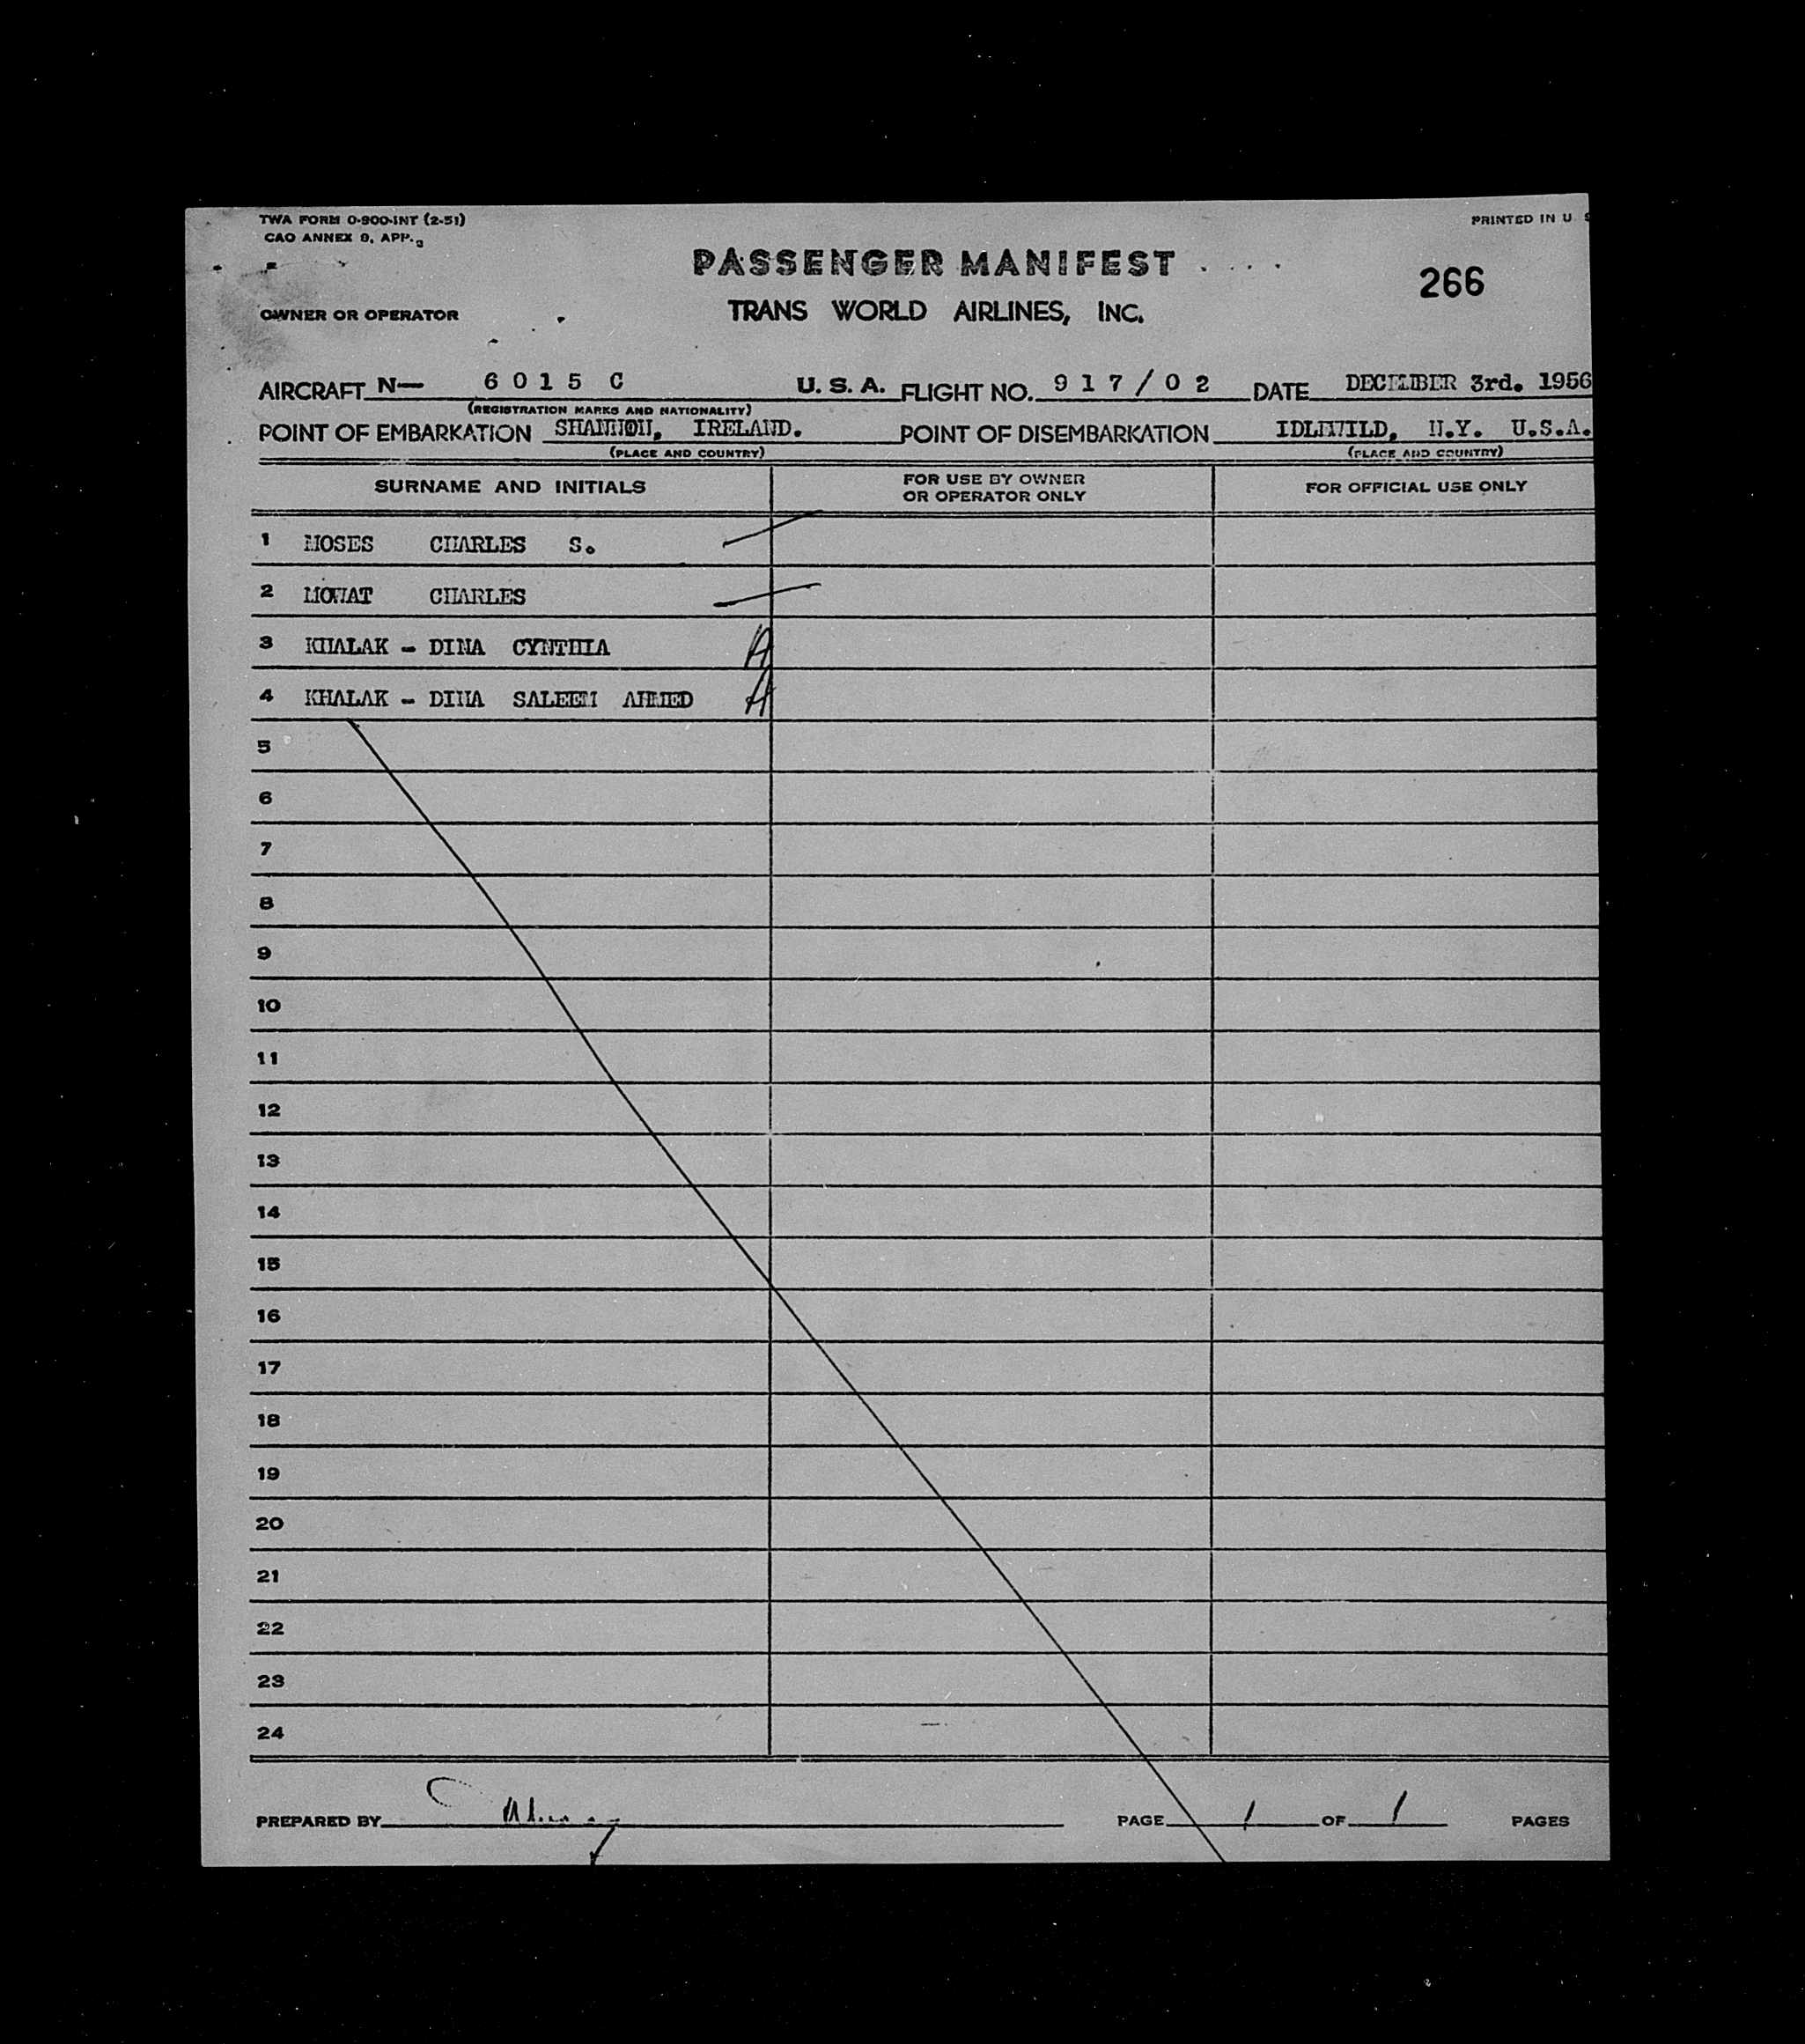 TWA FORM O-900-INT (2-51)
PRINTED IN U. S
CAO ANNEX 9, APP. 3
PASSENGER MANIFEST
266
OWNER OR OPERATOR
TRANS WORLD AIRLINES, INC.
AIRCRAFT N— 6015 C U. S. A. FLIGHT NO. 917/02 DATE DECEMBER 3rd. 1956
(REGISTRATION MARKS AND NATIONALITY)
POINT OF EMBARKATION SHANNON, IRELAND. POINT OF DISEMBARKATION IDLEWILD, N.Y. U.S.A.
(PLACE AND COUNTRY) (PLACE AND COUNTRY)
SURNAME AND INITIALS FOR USE BY OWNER OR OPERATOR ONLY FOR OFFICIAL USE ONLY
1 MOSES CHARLES S.
2 MOWAT CHARLES
3 KHALAK - DINA CYNTHIA A
4 KHALAK - DINA SALEEM AHMED A
5
6
7
8
9
10
11
12
13
14
15
16
17
18
19
20
21
22
23
24
PREPARED BY PAGE 1 OF 1 PAGES